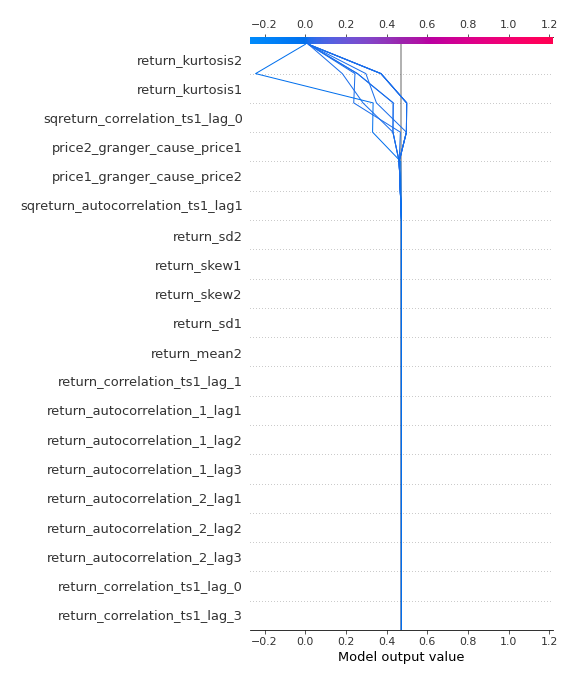 −0.2 0.0 0.2 0.4 0.6 0.8 1.0 1.2
return_kurtosis2
return_kurtosis1
sqreturn_correlation_ts1_lag_0
price2_granger_cause_price1
price1_granger_cause_price2
sqreturn_autocorrelation_ts1_lag1
return_sd2
return_skew1
return_skew2
return_sd1
return_mean2
return_correlation_ts1_lag_1
return_autocorrelation_1_lag1
return_autocorrelation_1_lag2
return_autocorrelation_1_lag3
return_autocorrelation_2_lag1
return_autocorrelation_2_lag2
return_autocorrelation_2_lag3
return_correlation_ts1_lag_0
return_correlation_ts1_lag_3
−0.2 0.0 0.2 0.4 0.6 0.8 1.0 1.2
Model output value